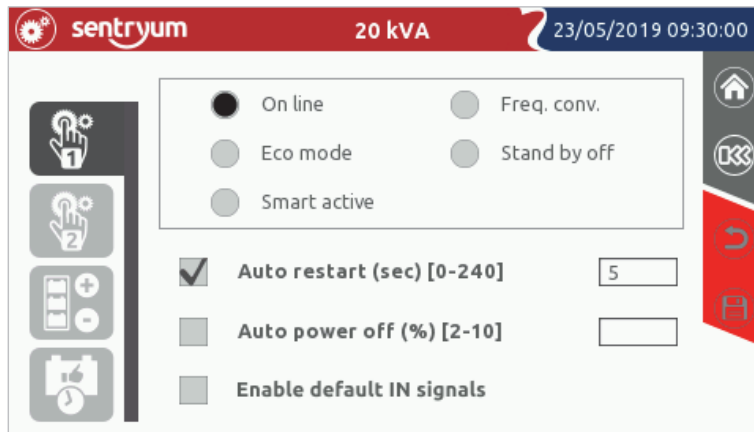 sentryum 20 kVA 23/05/2019 09:30:00
On line Freq. conv.
Eco mode Stand by off
Smart active
1
Auto restart (sec) [0-240] 5
2
Auto power off (%) [2-10]
Enable default IN signals